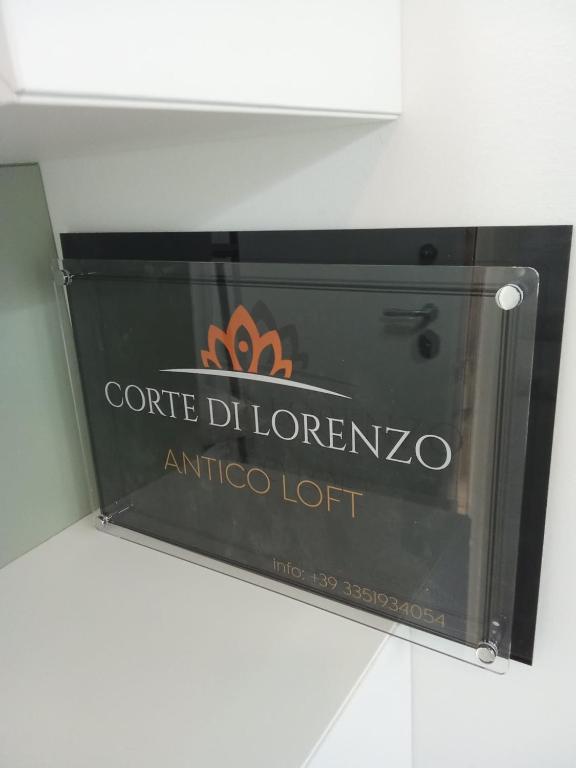 CORTE DI LORENZO
ANTICO LOFT
info: +39 3351934054